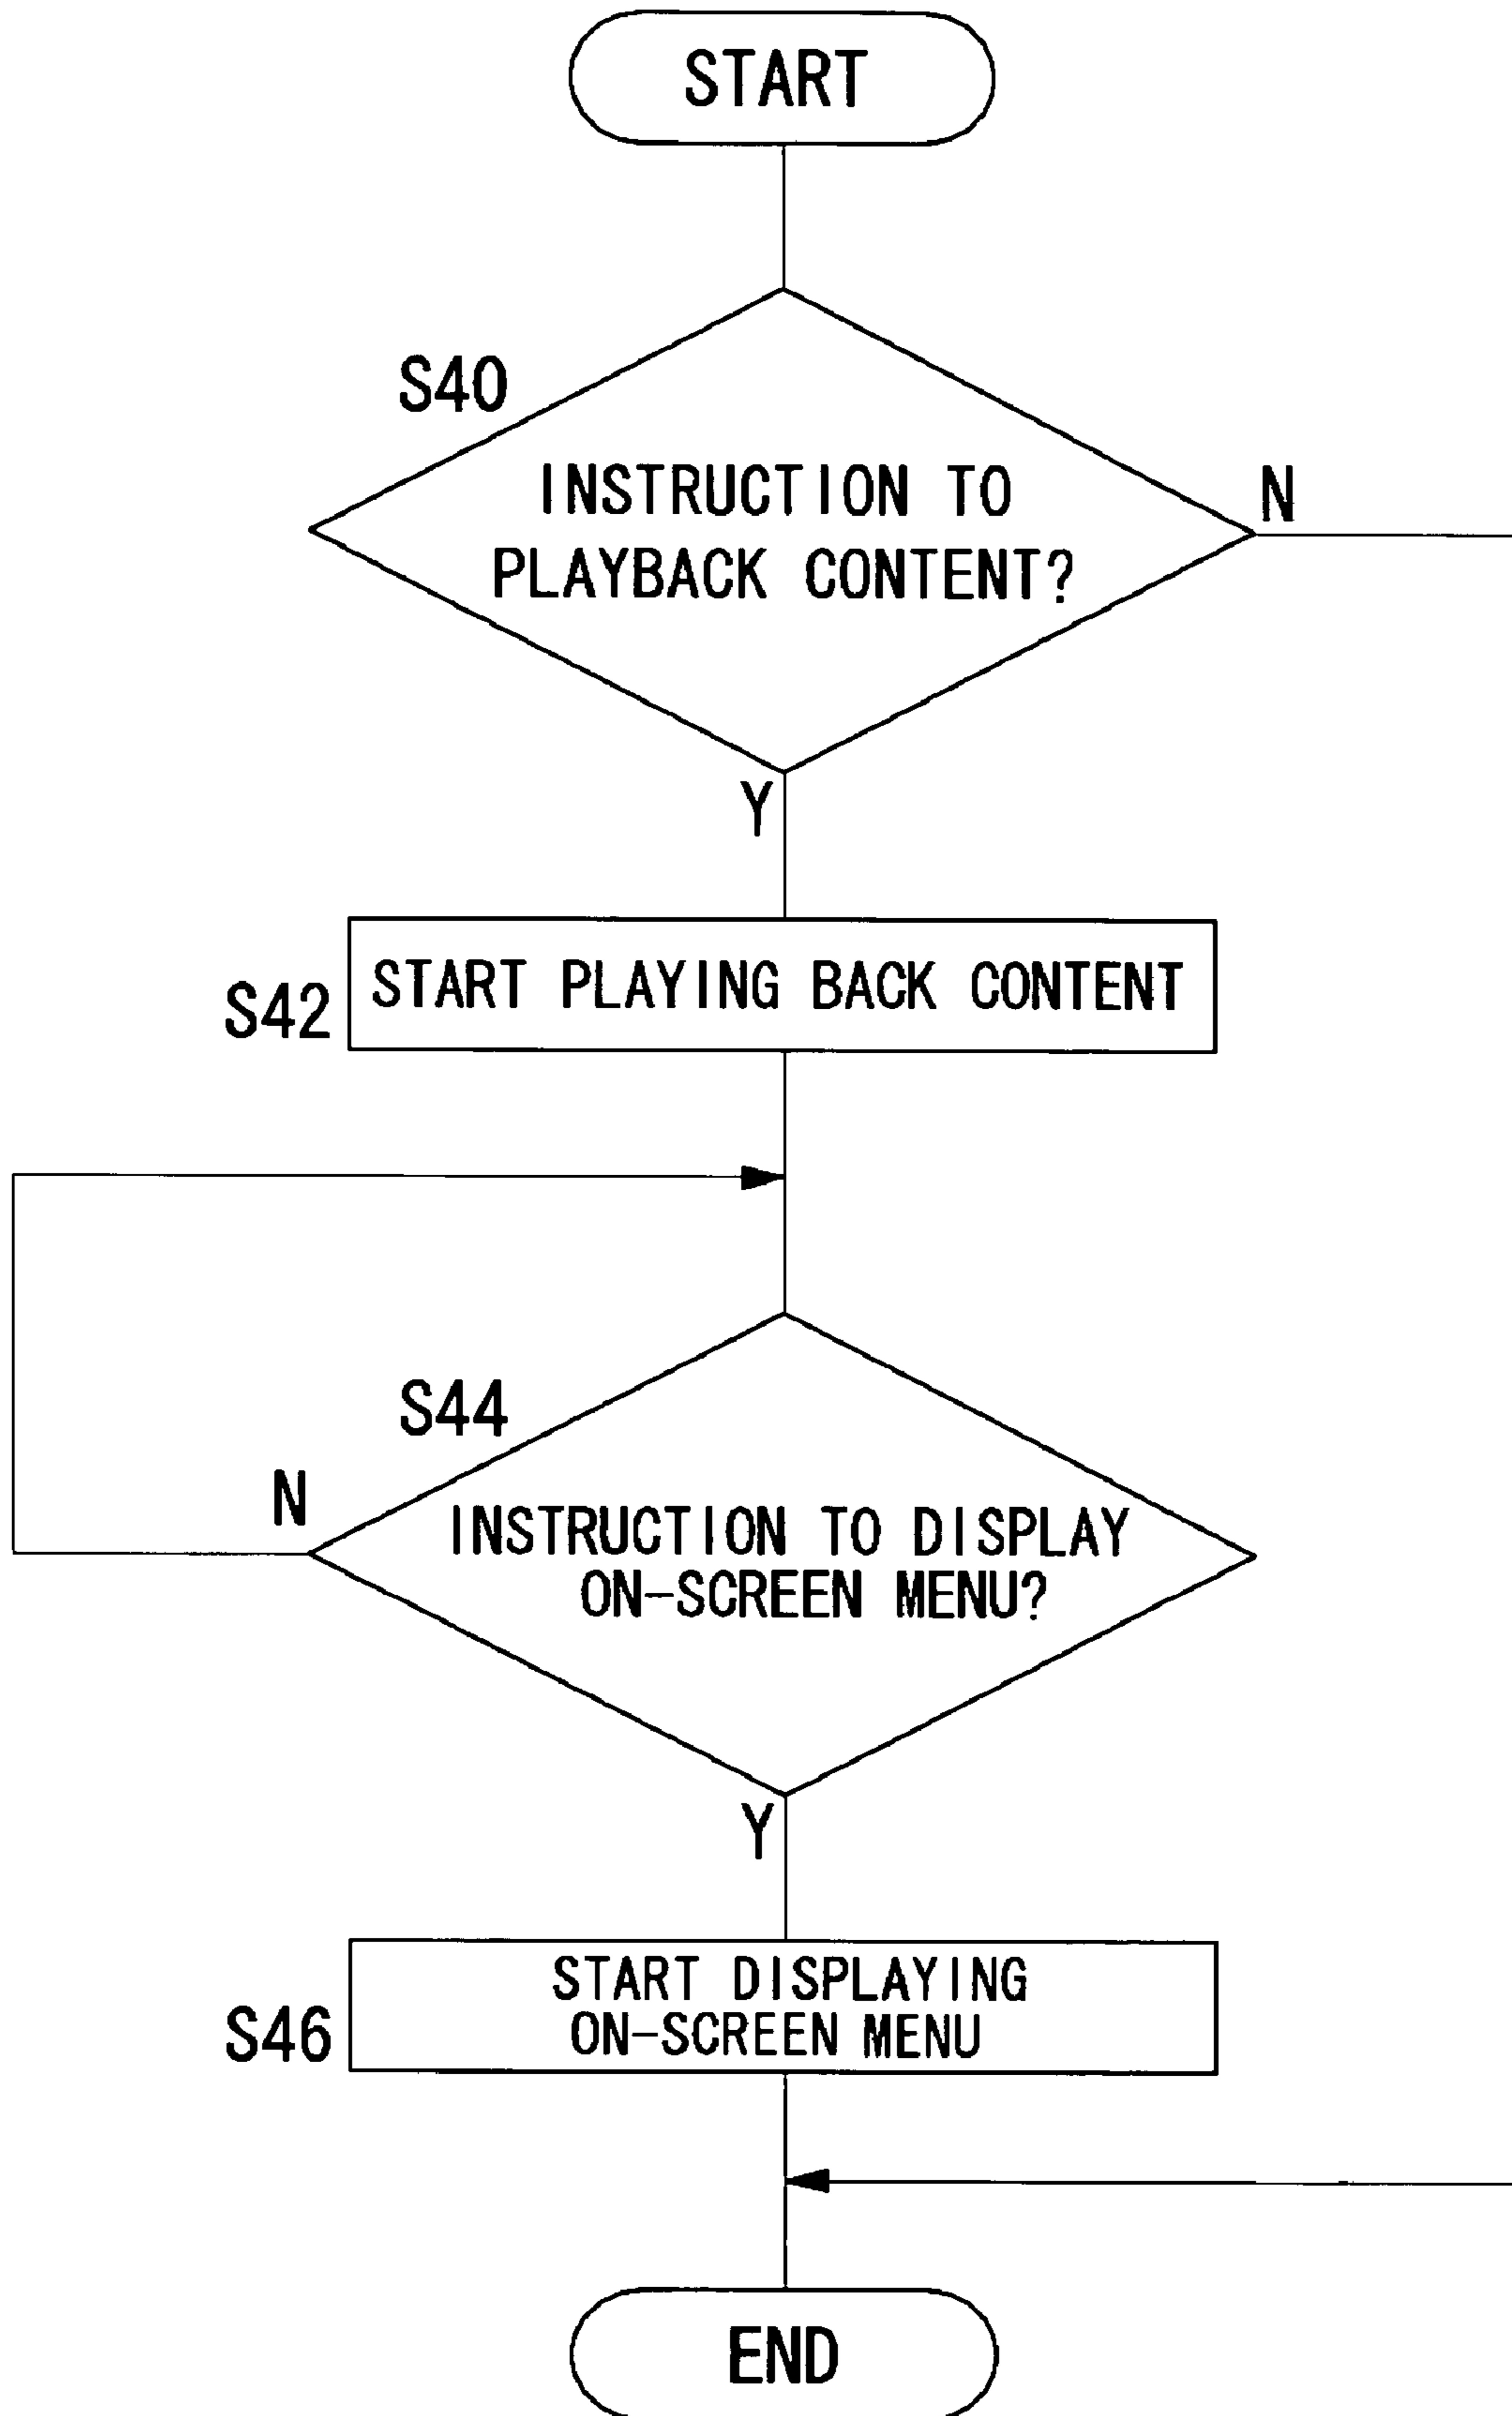 START
S40
INSTRUCTION TO
PLAYBACK CONTENT?
N
Y
S42
START PLAYING BACK CONTENT
S44
N
INSTRUCTION TO DISPLAY
ON-SCREEN MENU?
Y
START DISPLAYING
ON-SCREEN MENU
S46
END